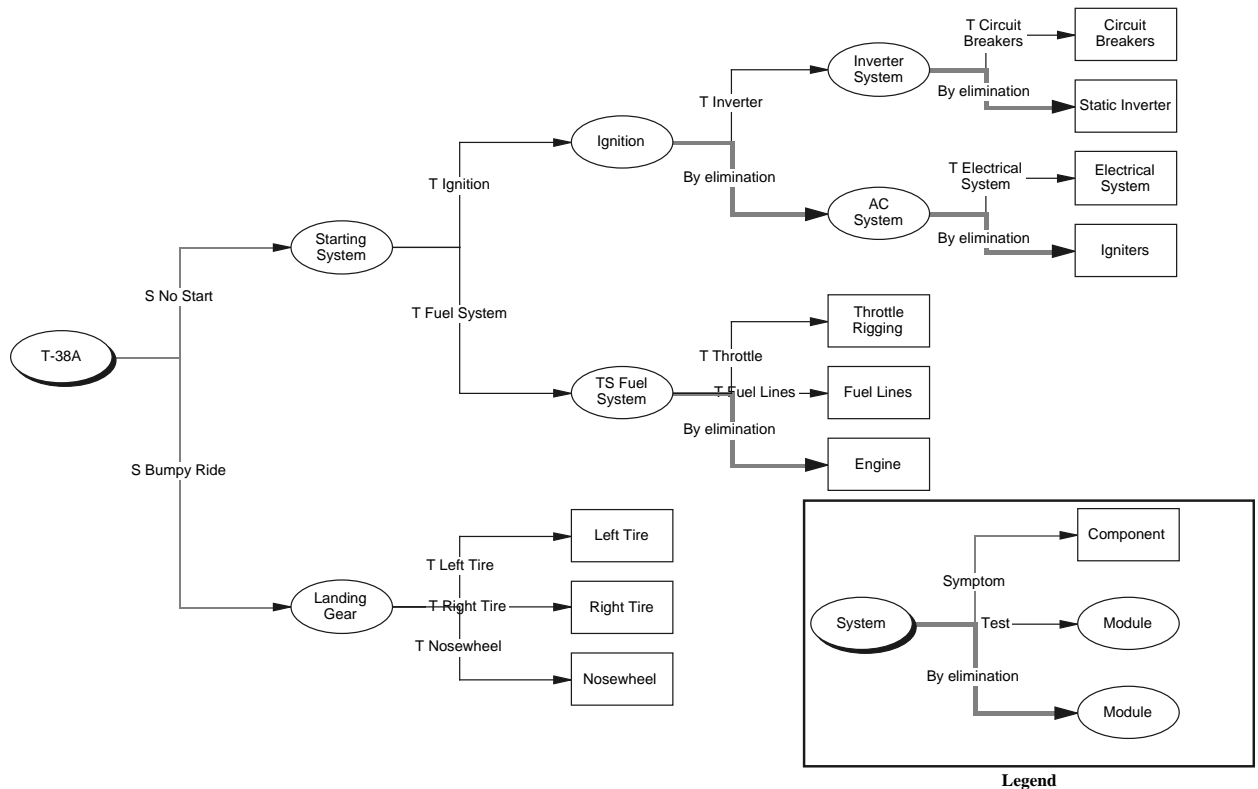 T Circuit
Breakers
Circuit
Breakers
Inverter
System
By elimination
Static Inverter
T Inverter
Ignition
By elimination
T Electrical
System
Electrical
System
AC
System
By elimination
Igniters
T Ignition
Starting
System
S No Start
T Fuel System
T-38A
Throttle
Rigging
T Throttle
TS Fuel
System
T Fuel Lines
Fuel Lines
By elimination
Engine
S Bumpy Ride
Left Tire
T Left Tire
Landing
Gear
T Right Tire
Right Tire
T Nosewheel
Nosewheel
Component
Symptom
System
Test
Module
By elimination
Module
Legend